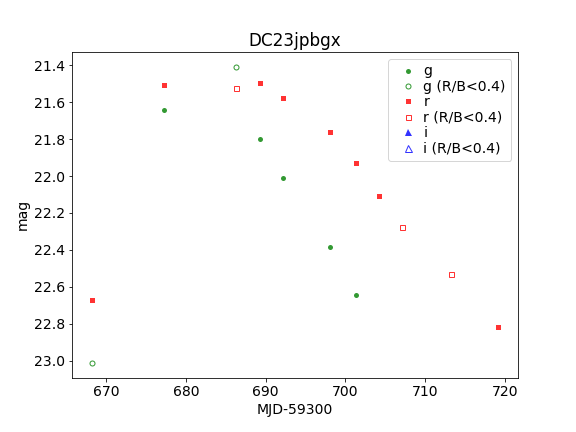 DC23jpbgx
21.4
21.6
21.8
22.0
22.2
22.4
22.6
22.8
23.0
mag
g
g (R/B<0.4)
r
r (R/B<0.4)
i
i (R/B<0.4)
670 680 690 700 710 720
MJD-59300